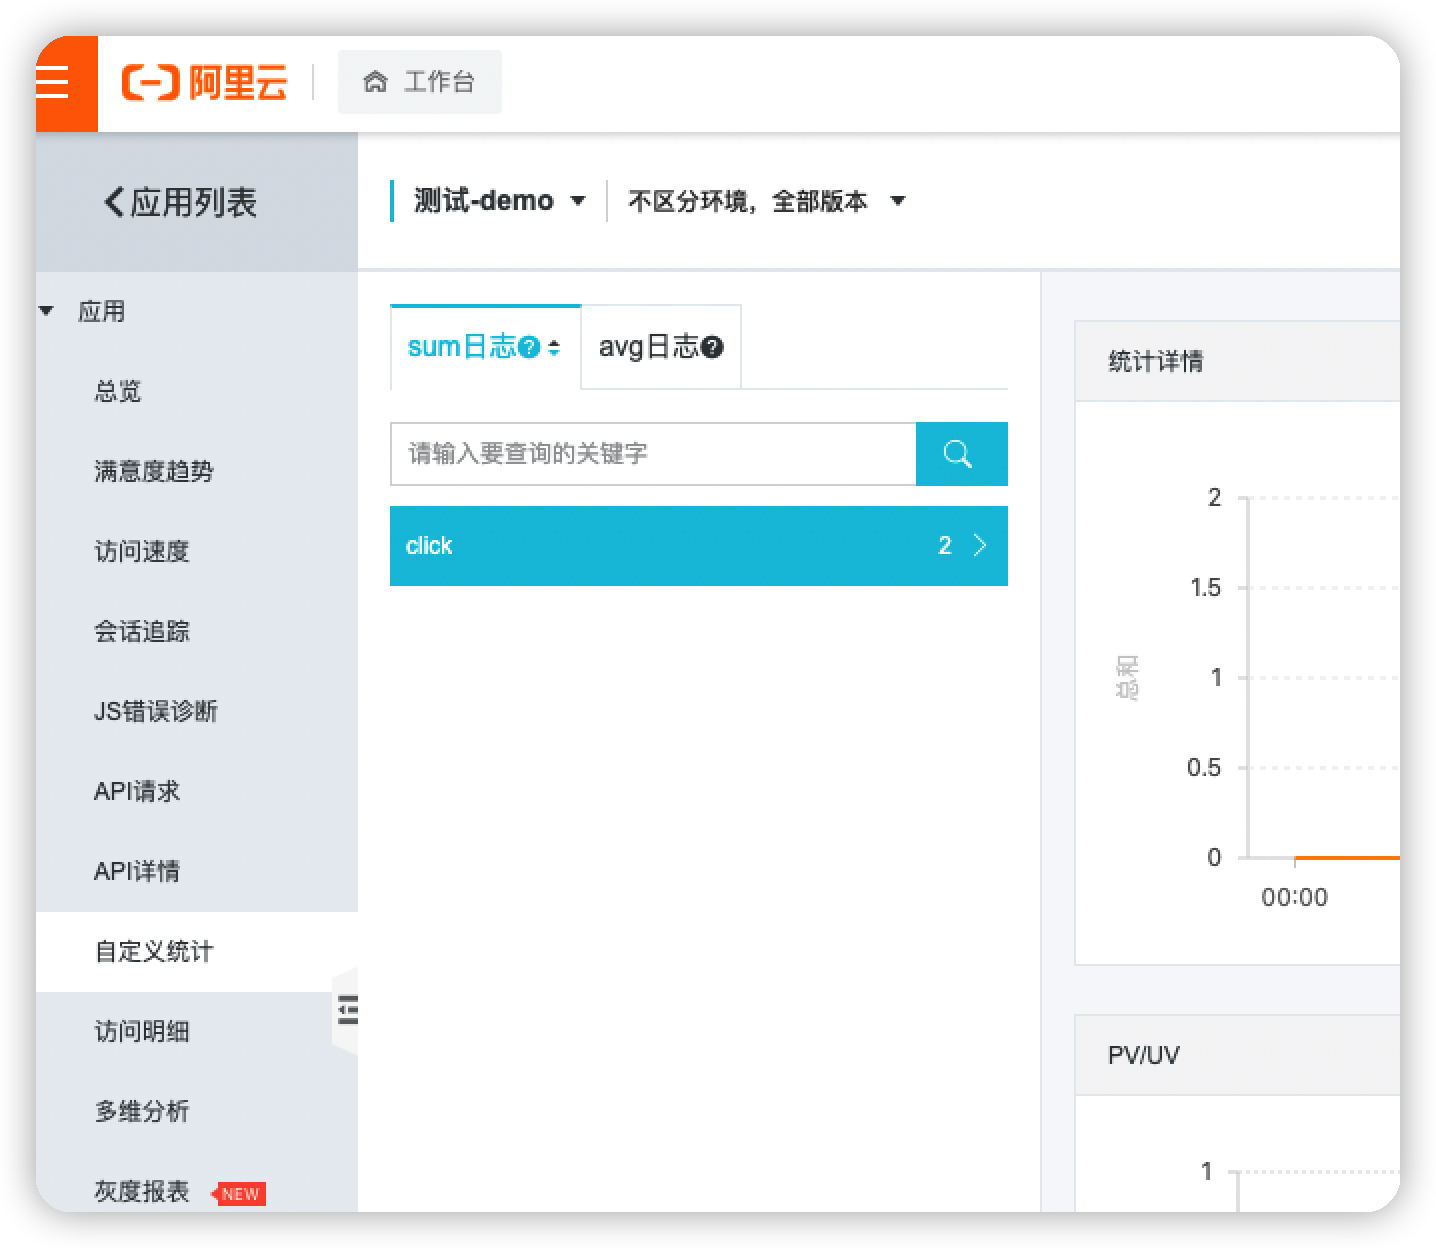 阿里云
工作台
应用列表
测试-demo
不区分环境，全部版本
应用
总览
满意度趋势
访问速度
会话追踪
JS错误诊断
API请求
API详情
自定义统计
访问明细
多维分析
灰度报表 NEW
sum日志?
avg日志?
请输入要查询的关键字
click 2
统计详情
总和
2
1.5
1
0.5
0
00:00
PV/UV
1